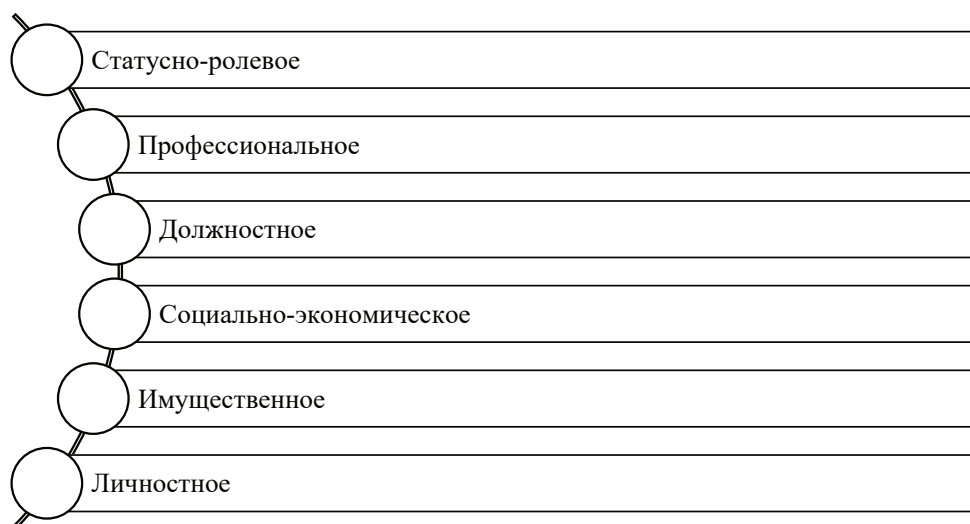 Статусно-ролевое
Профессиональное
Должностное
Социально-экономическое
Имущественное
Личностное